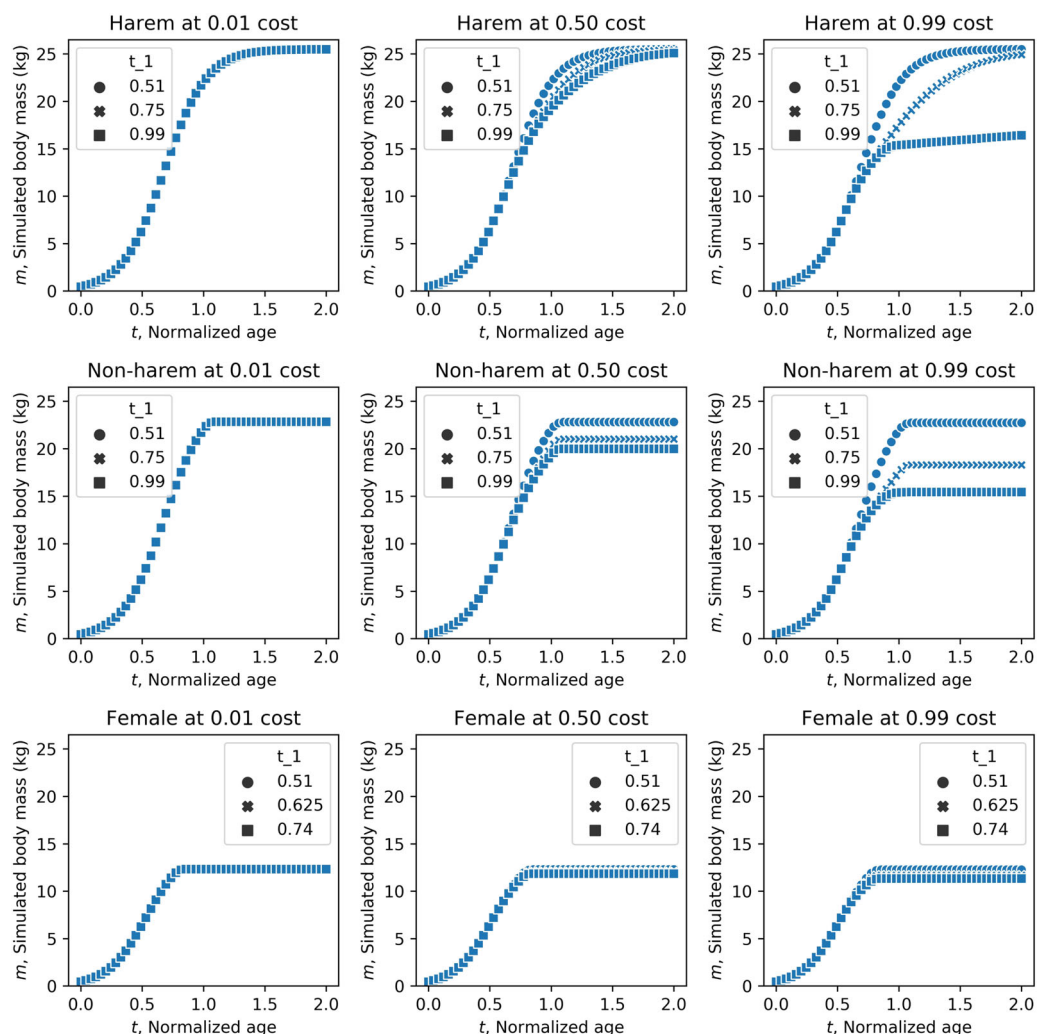 Harem at 0.01 cost
m, Simulated body mass (kg)
25
20
15
10
5
0
t_1
0.51
0.75
0.99
0.0 0.5 1.0 1.5 2.0
t, Normalized age
Harem at 0.50 cost
m, Simulated body mass (kg)
25
20
15
10
5
0
t_1
0.51
0.75
0.99
0.0 0.5 1.0 1.5 2.0
t, Normalized age
Harem at 0.99 cost
m, Simulated body mass (kg)
25
20
15
10
5
0
t_1
0.51
0.75
0.99
0.0 0.5 1.0 1.5 2.0
t, Normalized age
Non-harem at 0.01 cost
m, Simulated body mass (kg)
25
20
15
10
5
0
t_1
0.51
0.75
0.99
0.0 0.5 1.0 1.5 2.0
t, Normalized age
Non-harem at 0.50 cost
m, Simulated body mass (kg)
25
20
15
10
5
0
t_1
0.51
0.75
0.99
0.0 0.5 1.0 1.5 2.0
t, Normalized age
Non-harem at 0.99 cost
m, Simulated body mass (kg)
25
20
15
10
5
0
t_1
0.51
0.75
0.99
0.0 0.5 1.0 1.5 2.0
t, Normalized age
Female at 0.01 cost
m, Simulated body mass (kg)
25
20
15
10
5
0
t_1
0.51
0.625
0.74
0.0 0.5 1.0 1.5 2.0
t, Normalized age
Female at 0.50 cost
m, Simulated body mass (kg)
25
20
15
10
5
0
t_1
0.51
0.625
0.74
0.0 0.5 1.0 1.5 2.0
t, Normalized age
Female at 0.99 cost
m, Simulated body mass (kg)
25
20
15
10
5
0
t_1
0.51
0.625
0.74
0.0 0.5 1.0 1.5 2.0
t, Normalized age